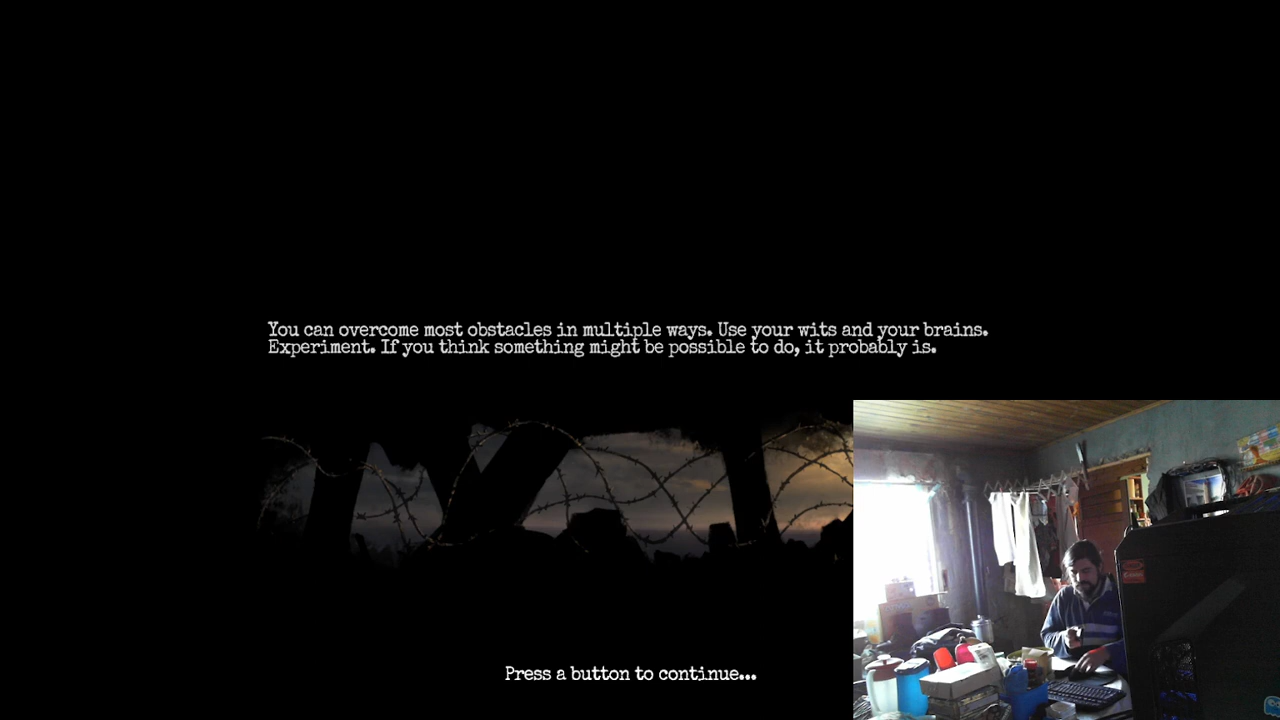 You can overcome most obstacles in multiple ways. Use your wits and your brains.
Experiment. If you think something might be possible to do, it probably is.
Press a button to continue...